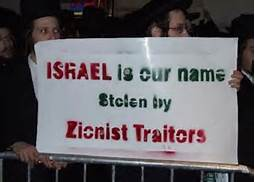 ISRAEL is our name
Stolen by
Zionist Traitors